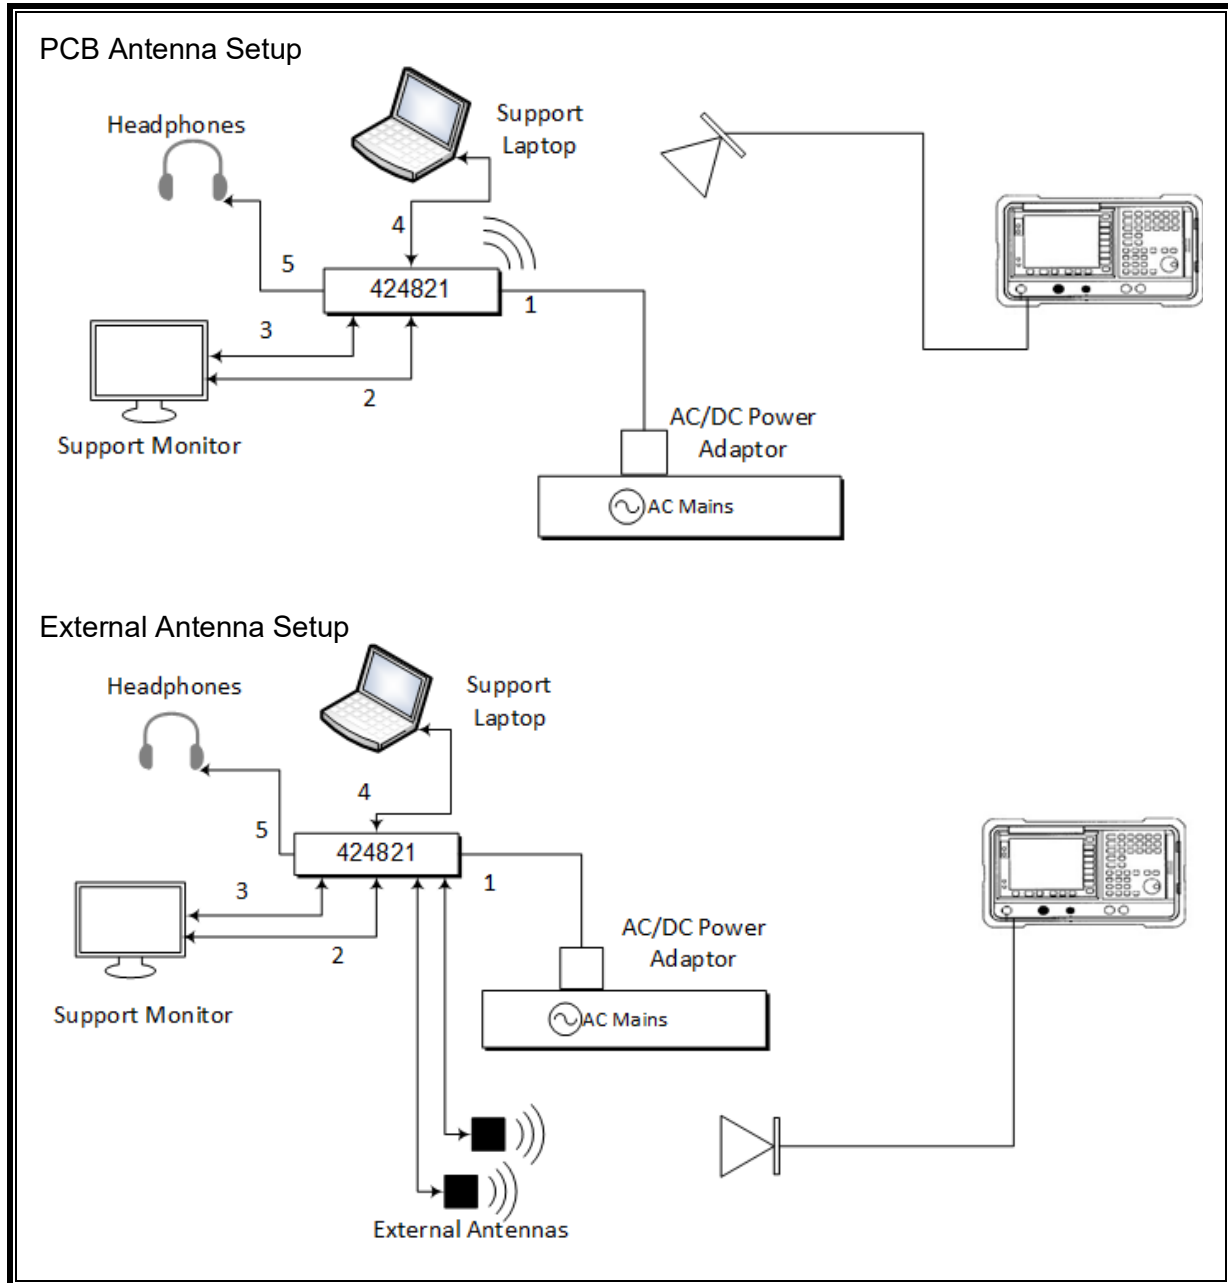 PCB Antenna Setup
Headphones
Support
Laptop
4
5
424821
1
3
2
Support Monitor
AC/DC Power
Adaptor
AC Mains
External Antenna Setup
Headphones
Support
Laptop
4
5
424821
1
3
2
AC/DC Power
Adaptor
Support Monitor
AC Mains
External Antennas